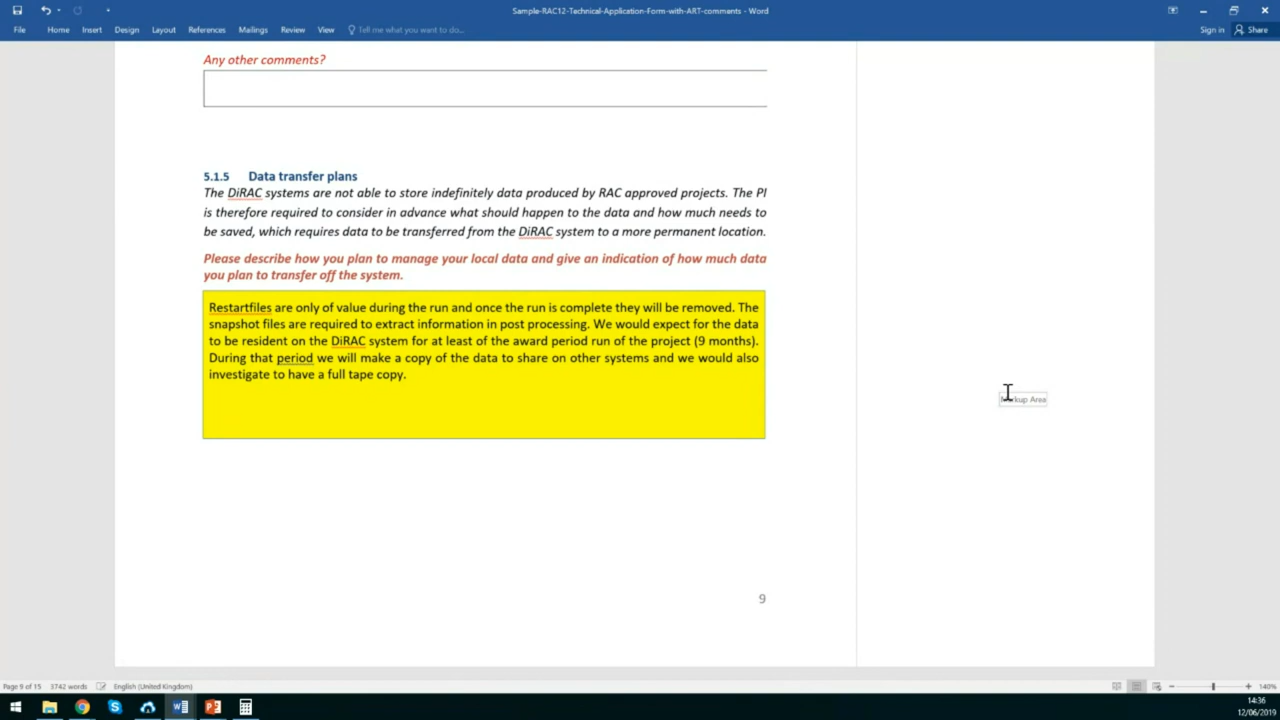 Sample-RAC12-Technical-Application-Form-with-ART-comments - Word
File Home Insert Design Layout References Mailings Review View Tell me what you want to do... Sign in Share
Any other comments?
5.1.5 Data transfer plans
The DiRAC systems are not able to store indefinitely data produced by RAC approved projects. The PI
is therefore required to consider in advance what should happen to the data and how much needs to
be saved, which requires data to be transferred from the DiRAC system to a more permanent location.
Please describe how you plan to manage your local data and give an indication of how much data
you plan to transfer off the system.
Restartfiles are only of value during the run and once the run is complete they will be removed. The
snapshot files are required to extract information in post processing. We would expect for the data
to be resident on the DiRAC system for at least of the award period run of the project (9 months).
During that period we will make a copy of the data to share on other systems and we would also
investigate to have a full tape copy.
Markup Area
9
Page 9 of 15 3742 words English (United Kingdom) 140%
14:36
12/06/2019